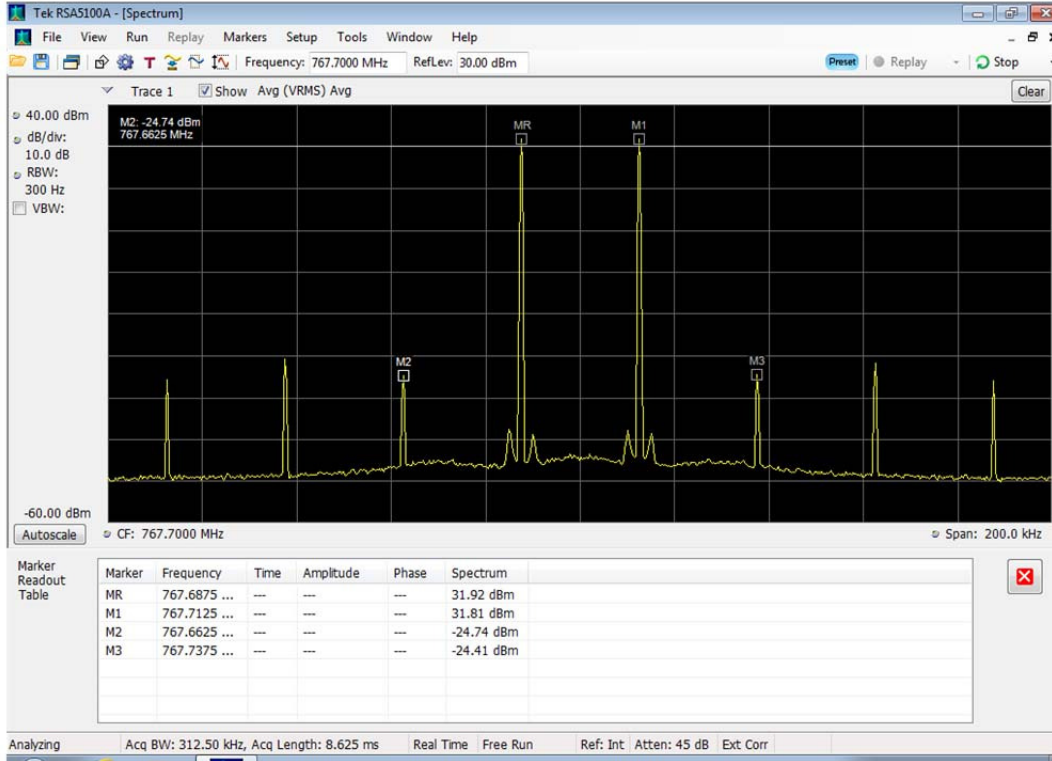 Tek RSA5100A - [Spectrum]
File View Run Replay Markers Setup Tools Window Help
Frequency: 767.7000 MHz RefLev: 30.00 dBm Preset Replay Stop
Trace 1 Show Avg (VRMS) Avg Clear
40.00 dBm
dB/div:
10.0 dB
RBW:
300 Hz
VBW:
M2: -24.74 dBm
767.6625 MHz
MR M1
M2 M3
-60.00 dBm
Autoscale CF: 767.7000 MHz Span: 200.0 kHz
Marker
Readout
Table
Marker Frequency Time Amplitude Phase Spectrum
MR 767.6875 ... --- --- --- 31.92 dBm
M1 767.7125 ... --- --- --- 31.81 dBm
M2 767.6625 ... --- --- --- -24.74 dBm
M3 767.7375 ... --- --- --- -24.41 dBm
Analyzing Acq BW: 312.50 kHz, Acq Length: 8.625 ms Real Time Free Run Ref: Int Atten: 45 dB Ext Corr